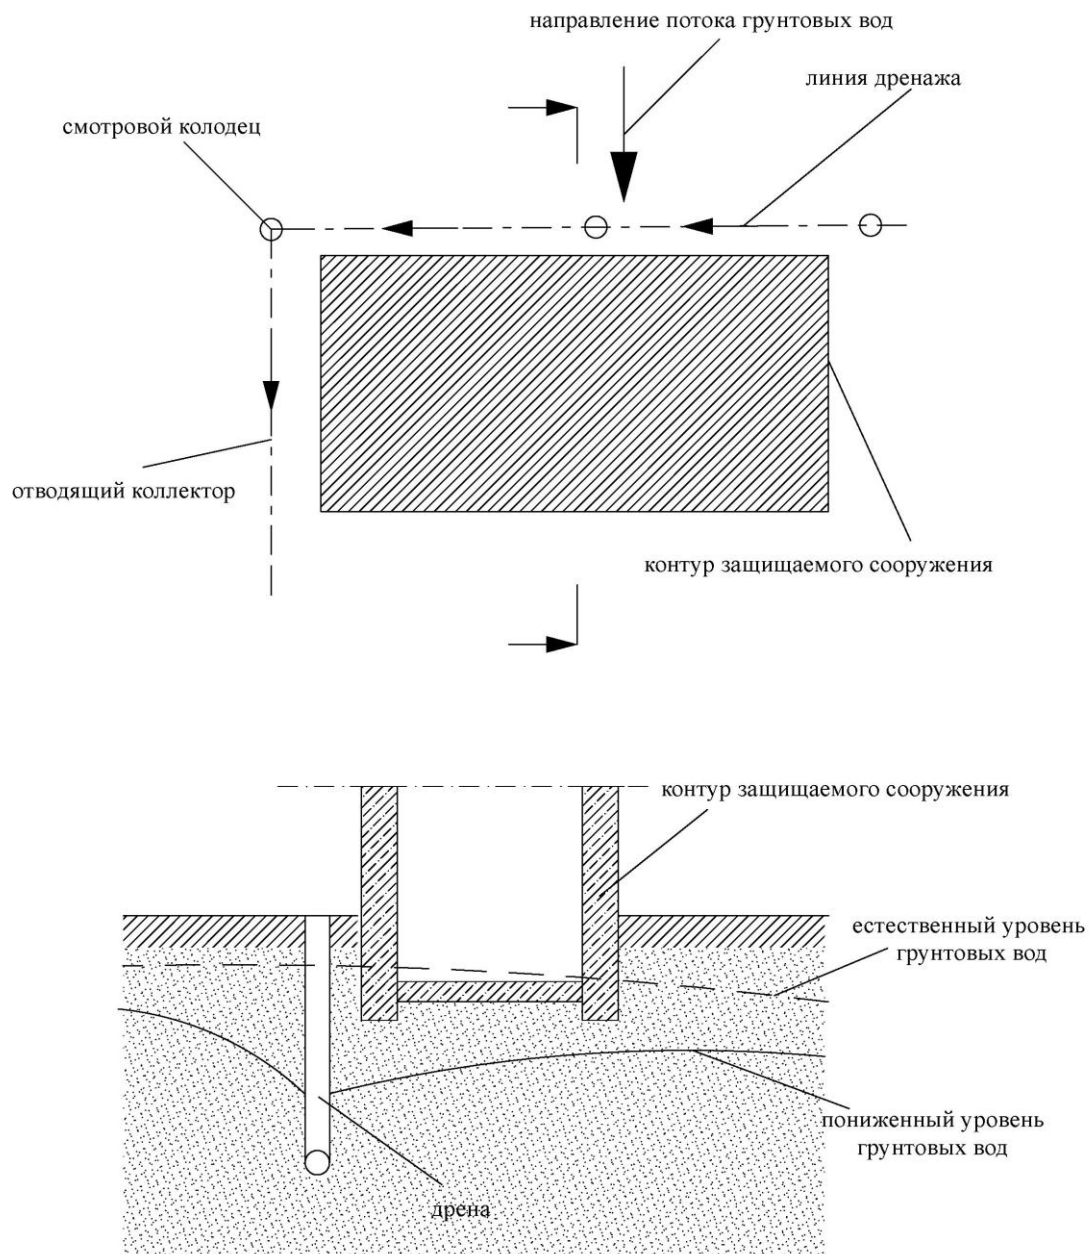 направление потока грунтовых вод
линия дренажа
смотровой колодец
отводящий коллектор
контур защищаемого сооружения
контур защищаемого сооружения
естественный уровень
грунтовых вод
пониженный уровень
грунтовых вод
дрена